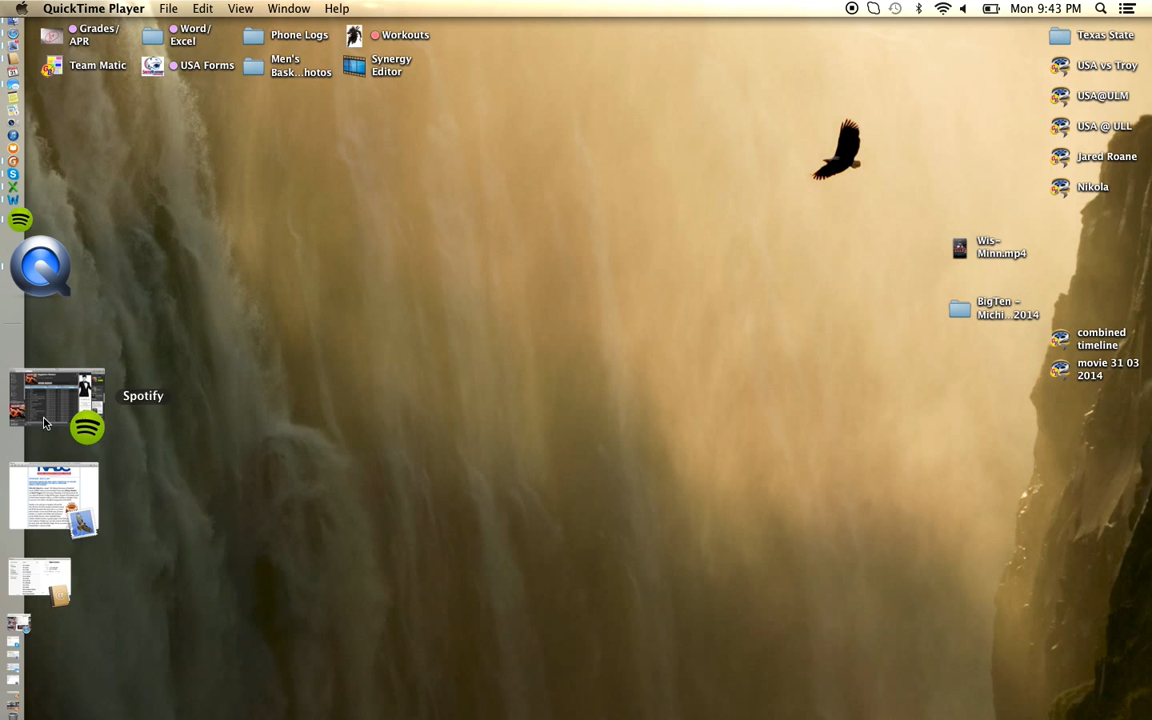 QuickTime Player File Edit View Window Help Mon 9:43 PM
Grades/
APR
Word/
Excel
Phone Logs
Workouts
Team Matic
USA Forms
Men's
Bask...hotos
Synergy
Editor
Texas State
USA vs Troy
USA@ULM
USA @ ULL
Jared Roane
Nikola
Wis-
Minn.mp4
BigTen -
Michi...2014
combined
timeline
movie 31 03
2014
Spotify
NABC